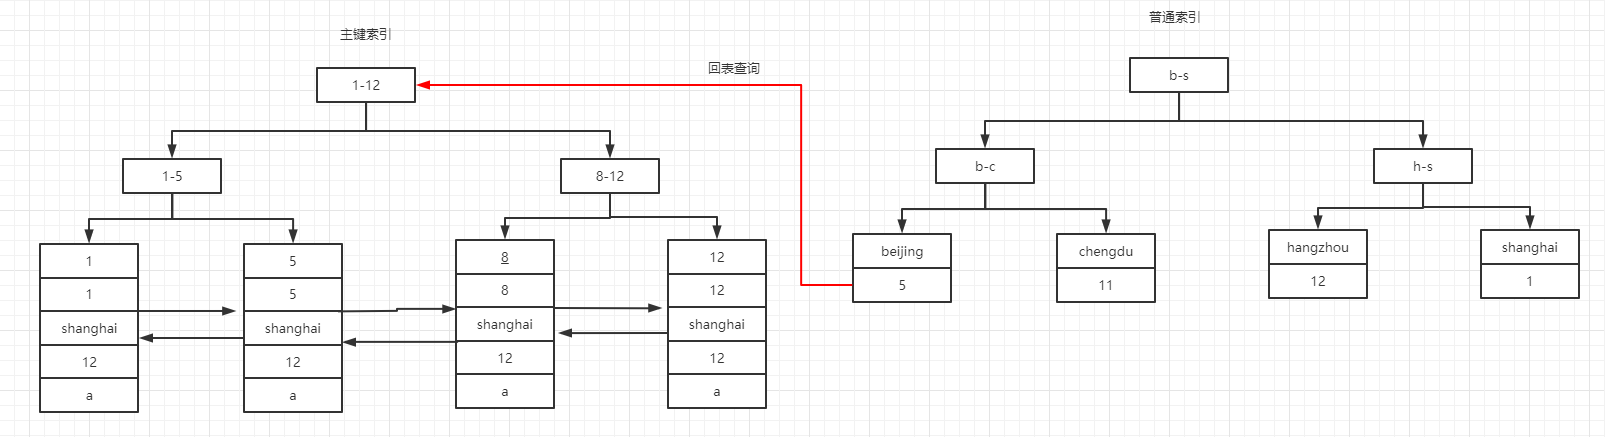 主键索引
普通索引
回表查询
1-12
b-s
1-5
8-12
b-c
h-s
1
1
shanghai
12
a
5
5
shanghai
12
a
8
8
shanghai
12
a
12
12
shanghai
12
a
beijing
5
chengdu
11
hangzhou
12
shanghai
1